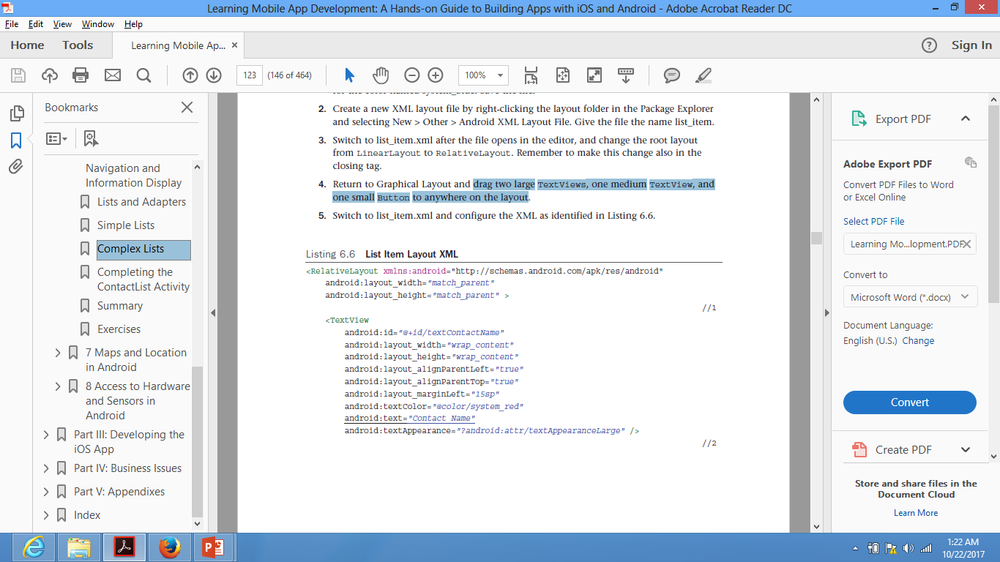 Learning Mobile App Development: A Hands-on Guide to Building Apps with iOS and Android - Adobe Acrobat Reader DC
File Edit View Window Help
Home Tools Learning Mobile Ap... × ? Sign In
123 (146 of 464) 100%
Bookmarks
Navigation and
Information Display
Lists and Adapters
Simple Lists
Complex Lists
Completing the
ContactList Activity
Summary
Exercises
7 Maps and Location
in Android
8 Access to Hardware
and Sensors in
Android
Part III: Developing the
iOS App
Part IV: Business Issues
Part V: Appendixes
Index
2. Create a new XML layout file by right-clicking the layout folder in the Package Explorer
and selecting New > Other > Android XML Layout File. Give the file the name list_item.
3. Switch to list_item.xml after the file opens in the editor, and change the root layout
from LinearLayout to RelativeLayout. Remember to make this change also in the
closing tag.
4. Return to Graphical Layout and drag two large TextViews, one medium TextView, and
one small Button to anywhere on the layout.
5. Switch to list_item.xml and configure the XML as identified in Listing 6.6.
Listing 6.6 List Item Layout XML
<RelativeLayout xmlns:android="http://schemas.android.com/apk/res/android"
android:layout_width="match_parent"
android:layout_height="match_parent" >
//1
<TextView
android:id="@+id/textContactName"
android:layout_width="wrap_content"
android:layout_height="wrap_content"
android:layout_alignParentLeft="true"
android:layout_alignParentTop="true"
android:layout_marginLeft="15sp"
android:textColor="@color/system_red"
android:text="Contact Name"
android:textAppearance="?android:attr/textAppearanceLarge" />
//2
Export PDF
Adobe Export PDF
Convert PDF Files to Word
or Excel Online
Select PDF File
Learning Mo...lopment.PDF
Convert to
Microsoft Word (*.docx)
Document Language:
English (U.S.) Change
Convert
Create PDF
Store and share files in the
Document Cloud
Learn More
1:22 AM
10/22/2017